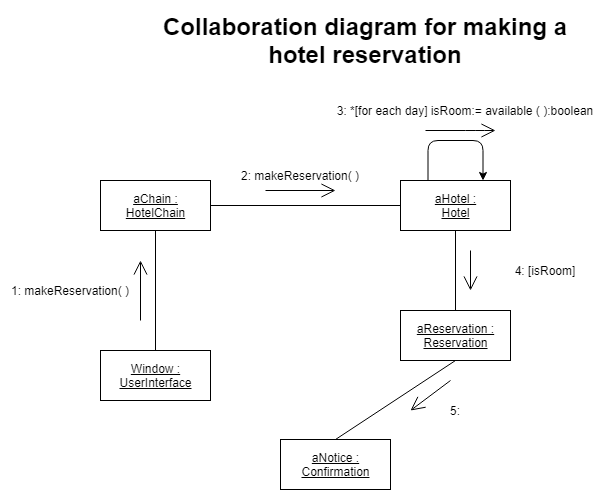 Collaboration diagram for making a
hotel reservation
3: *[for each day] isRoom:= available ( ):boolean
2: makeReservation( )
aChain :
HotelChain
aHotel :
Hotel
4: [isRoom]
1: makeReservation( )
aReservation :
Reservation
Window :
UserInterface
5:
aNotice :
Confirmation